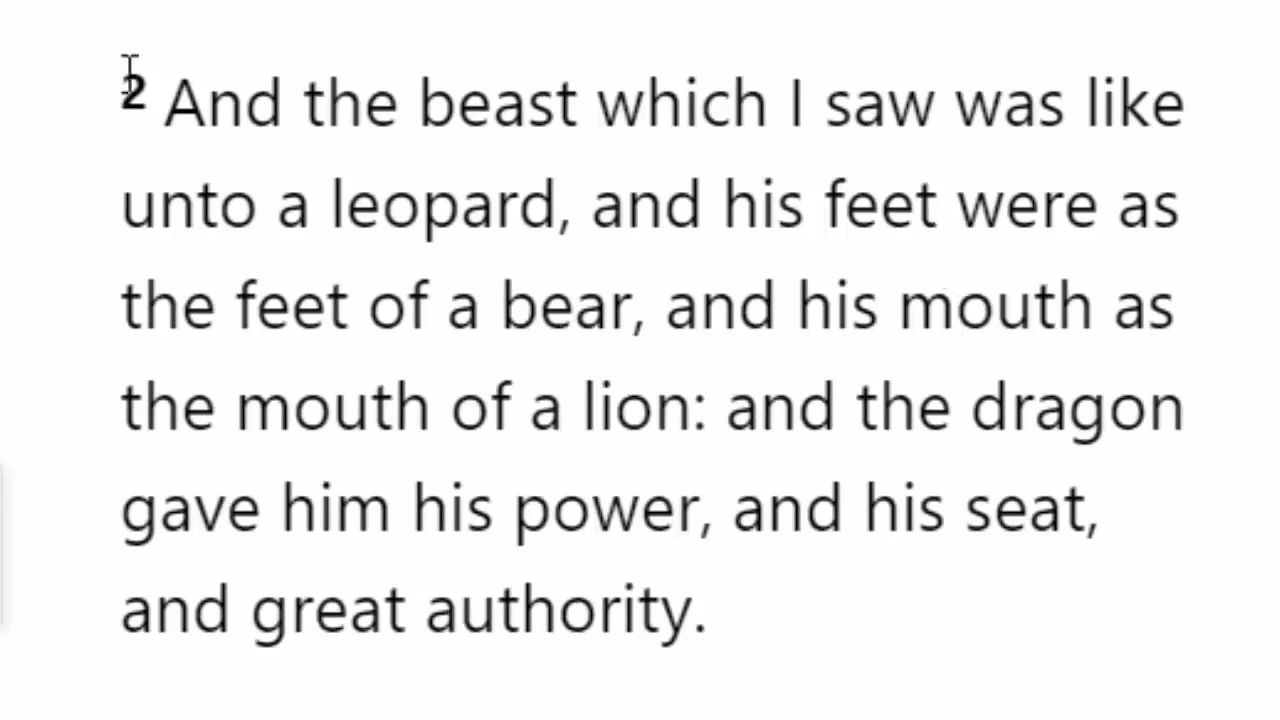 2 And the beast which I saw was like
unto a leopard, and his feet were as
the feet of a bear, and his mouth as
the mouth of a lion: and the dragon
gave him his power, and his seat,
and great authority.